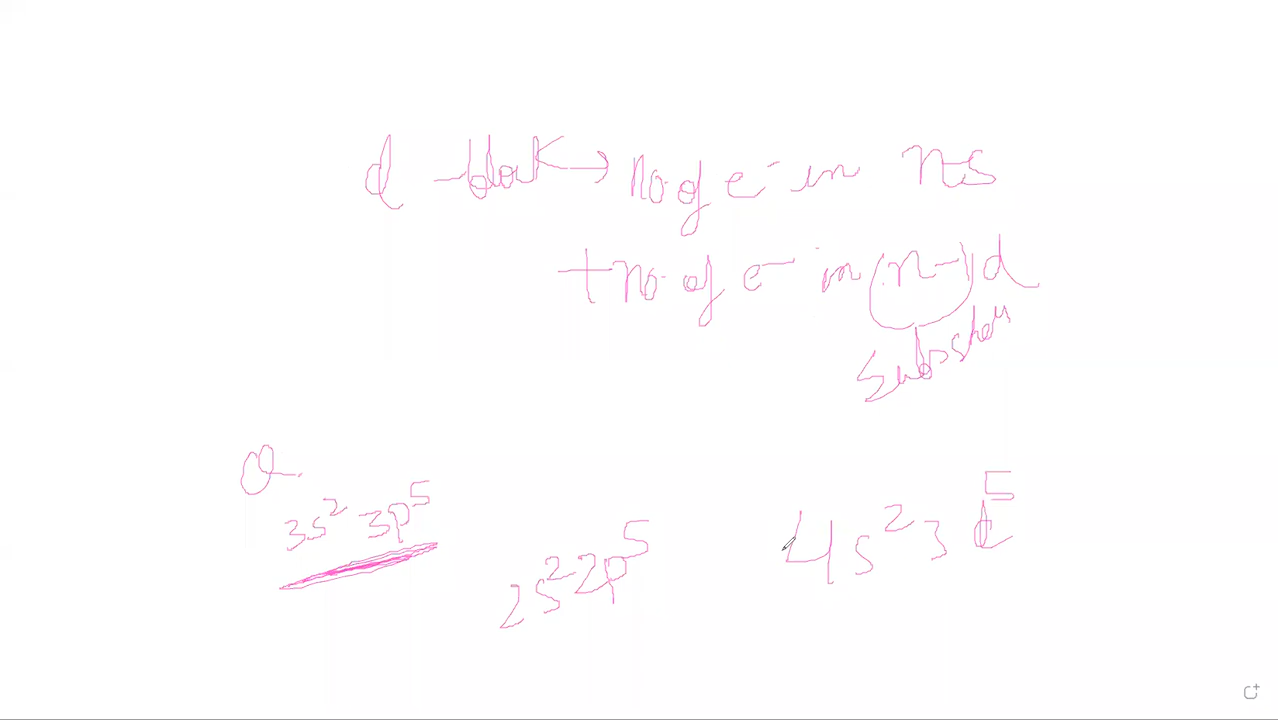 d-block → no. of e⁻ in ns
+ no. of e⁻ in (n-1)d
subshell
Q.
3s² 3p⁵
2s² 2p⁵
4s² 3d⁵